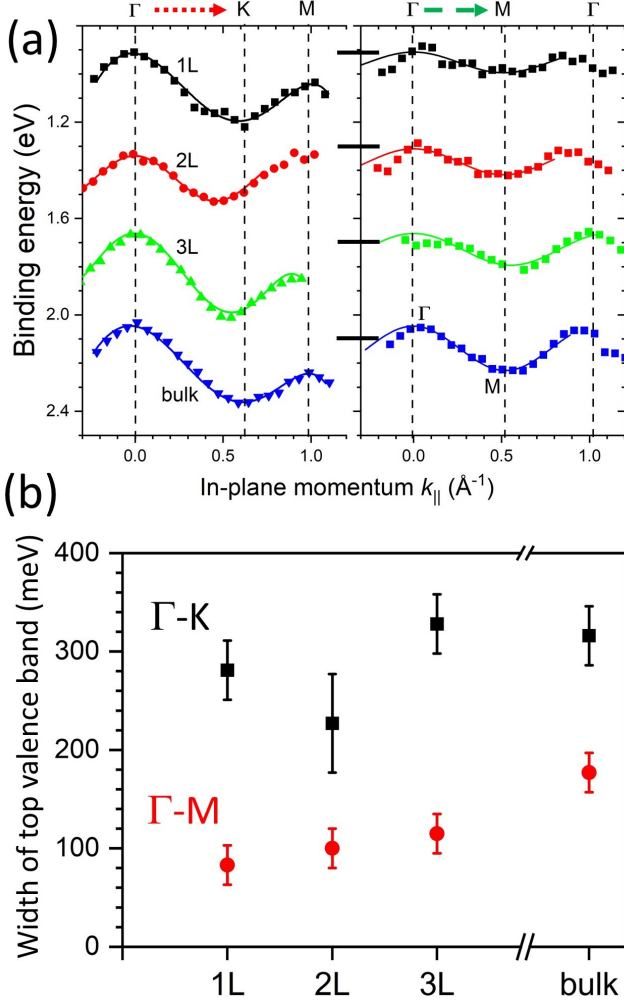 (a)
Γ K M Γ M Γ
1L
2L
3L
bulk
Γ
M
1.2
1.6
2.0
2.4
Binding energy (eV)
0.0 0.5 1.0 0.0 0.5 1.0
In-plane momentum k|| (Å-1)
(b)
400
300
200
100
0
Width of top valence band (meV)
Γ-K
Γ-M
1L 2L 3L bulk